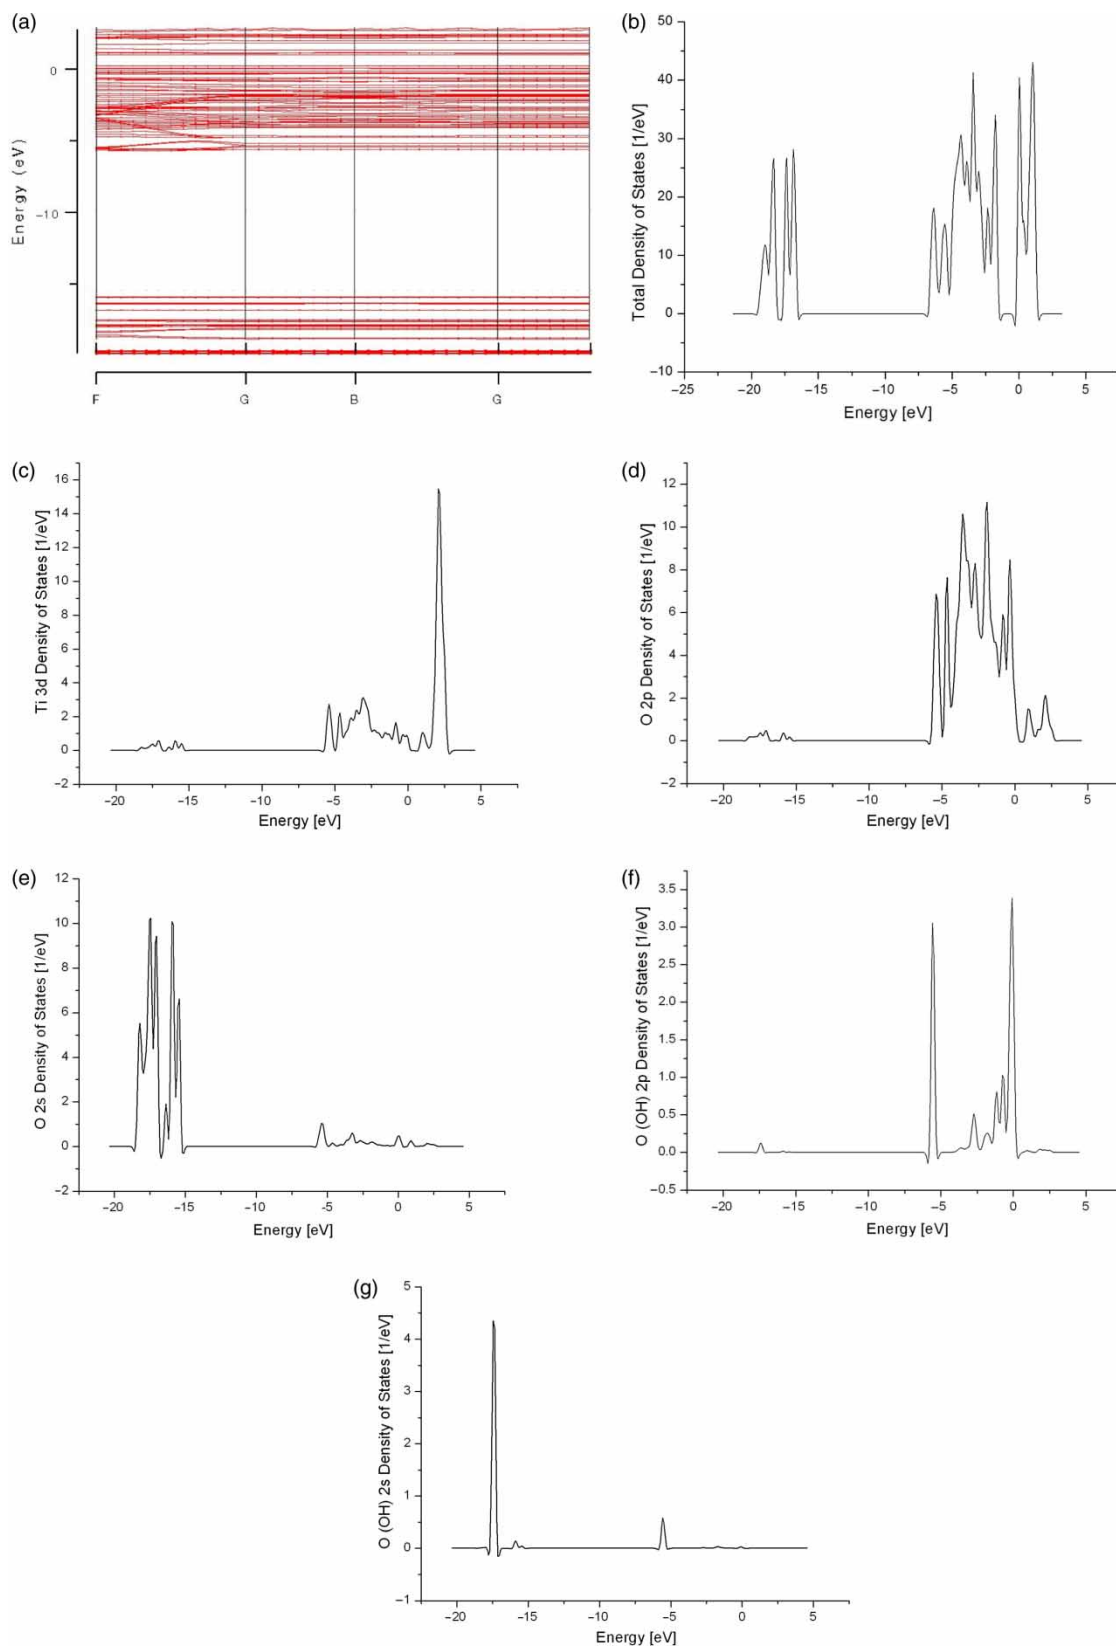 (a)
0
-10
Energy (eV)
F G B G
(b)
50
40
30
20
10
0
−10
Total Density of States [1/eV]
−25 −20 −15 −10 −5 0 5
Energy [eV]
(c)
16
14
12
10
8
6
4
2
0
−2
Ti 3d Density of States [1/eV]
−20 −15 −10 −5 0 5
Energy [eV]
(d)
12
10
8
6
4
2
0
−2
O 2p Density of States [1/eV]
−20 −15 −10 −5 0 5
Energy [eV]
(e)
12
10
8
6
4
2
0
−2
O 2s Density of States [1/eV]
−20 −15 −10 −5 0 5
Energy [eV]
(f)
3.5
3.0
2.5
2.0
1.5
1.0
0.5
0.0
−0.5
O (OH) 2p Density of States [1/eV]
−20 −15 −10 −5 0 5
Energy [eV]
(g)
5
4
3
2
1
0
−1
O (OH) 2s Density of States [1/eV]
−20 −15 −10 −5 0 5
Energy [eV]